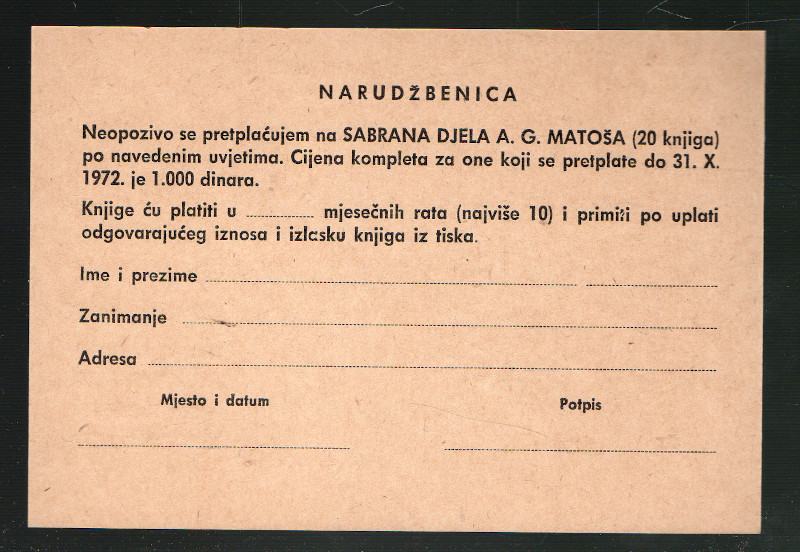 NARUDŽBENICA
Neopozivo se pretplaćujem na SABRANA DJELA A. G. MATOŠA (20 knjiga)
po navedenim uvjetima. Cijena kompleta za one koji se pretplate do 31. X.
1972. je 1.000 dinara.
Knjige ću platiti u ............... mjesečnih rata (najviše 10) i primiti po uplati
odgovarajućeg iznosa i izlasku knjiga iz tiska.
Ime i prezime
Zanimanje
Adresa
Mjesto i datum Potpis